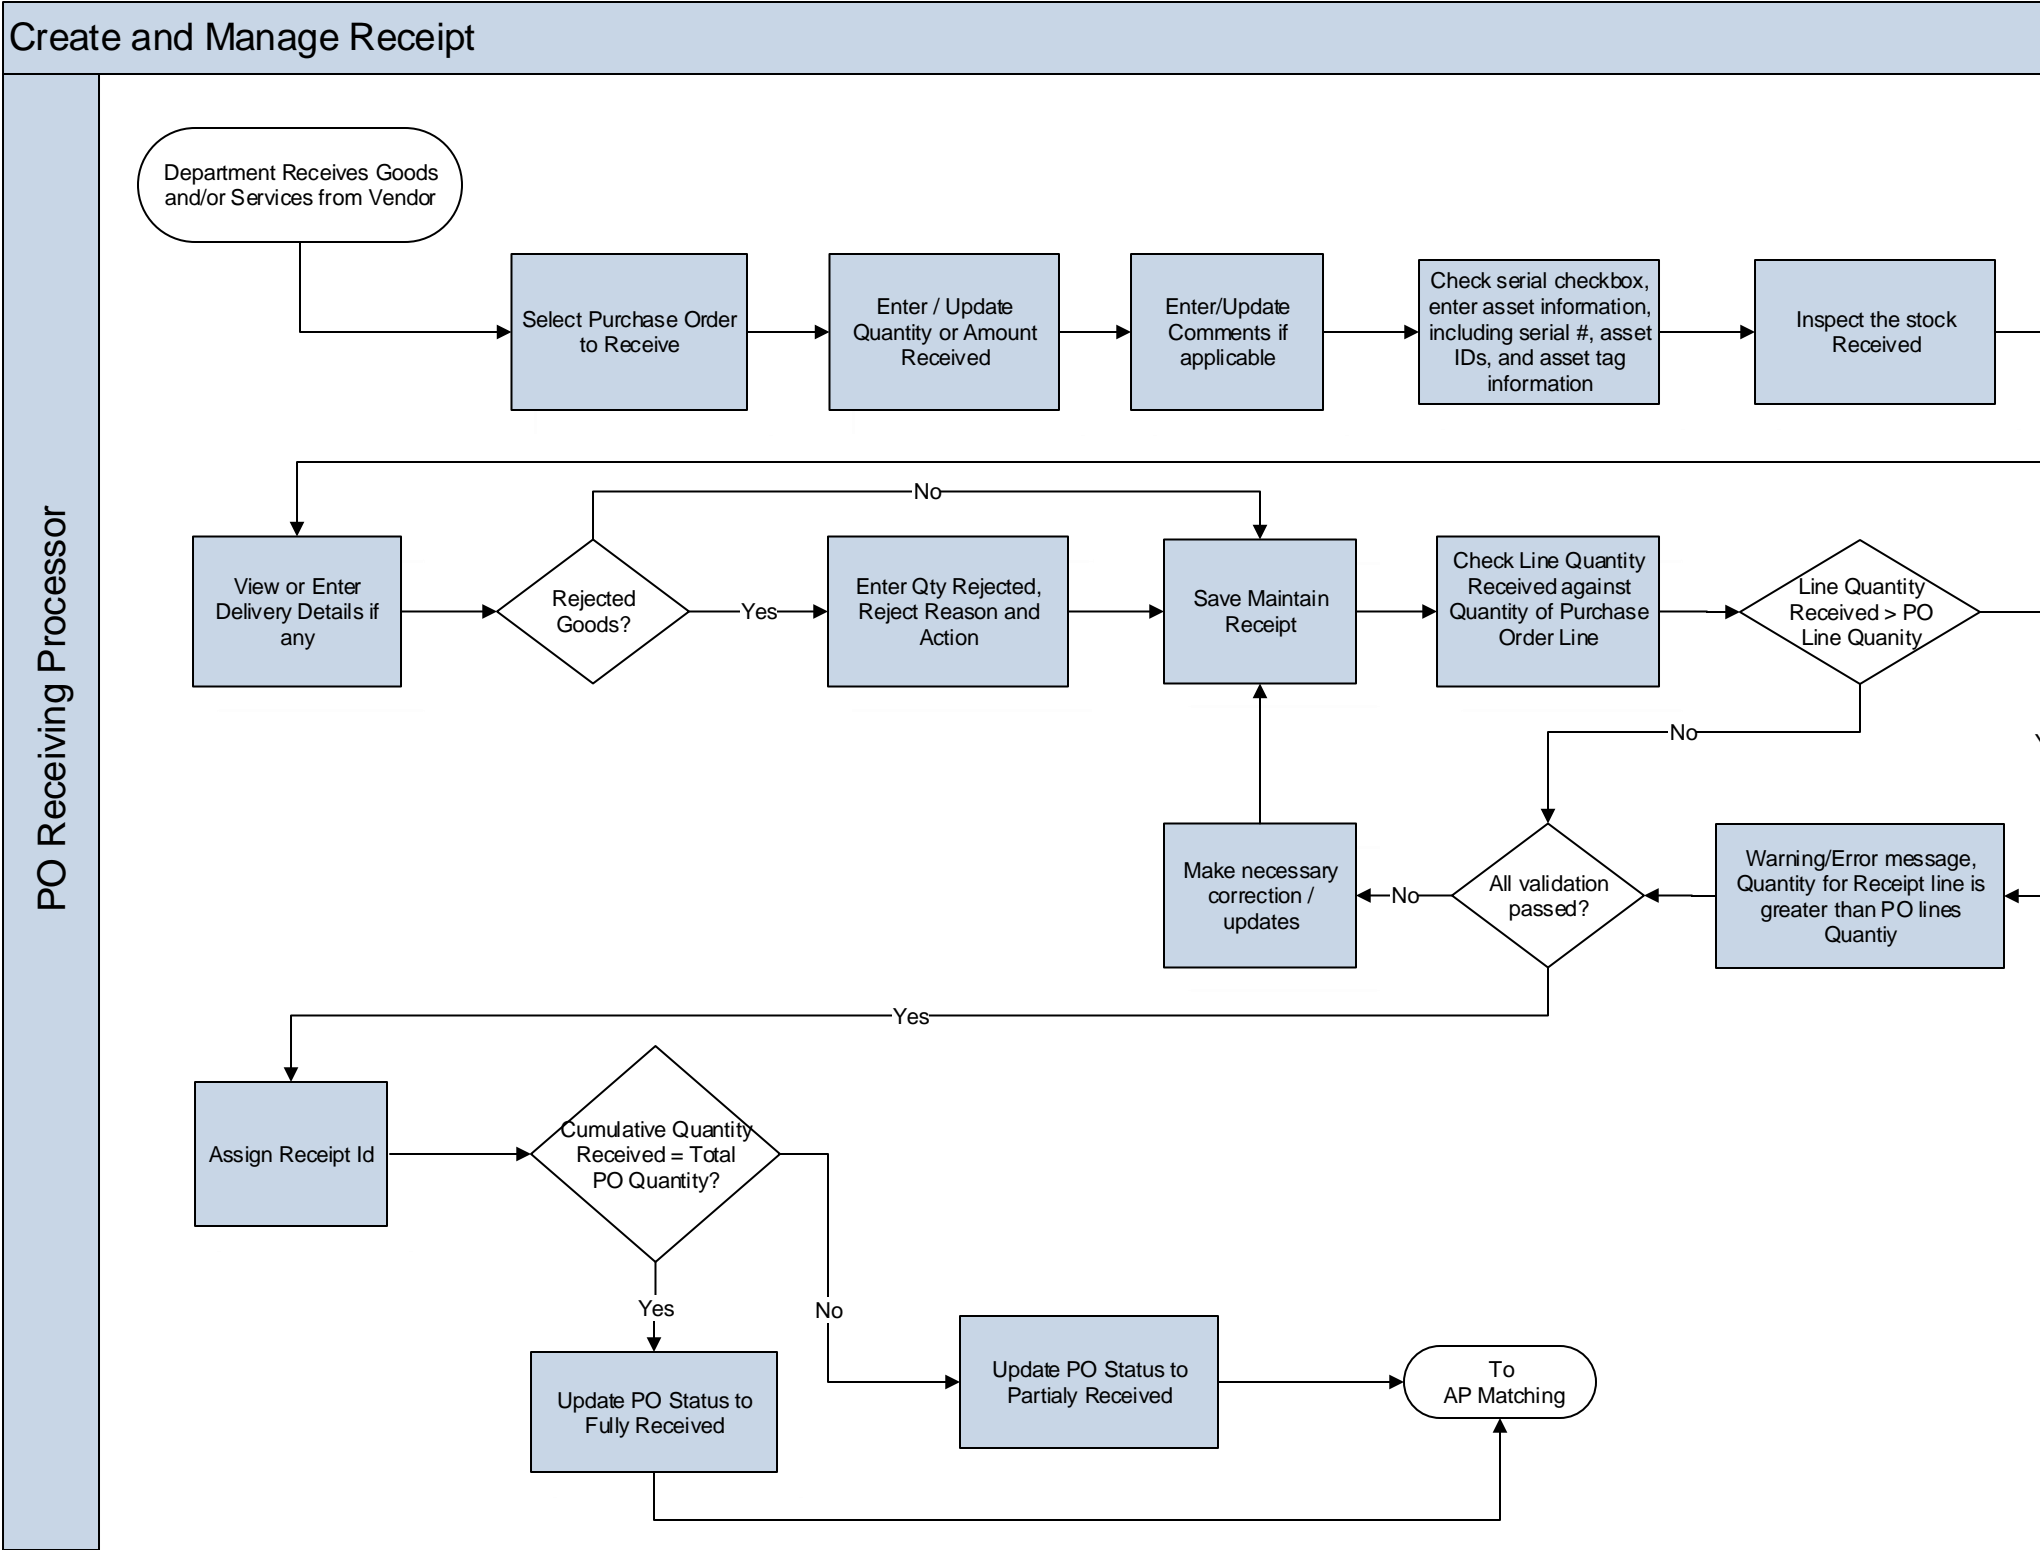 Create and Manage Receipt
PO Receiving Processor
Department Receives Goods
and/or Services from Vendor
Select Purchase Order
to Receive
Enter / Update
Quantity or Amount
Received
Enter/Update
Comments if
applicable
Check serial checkbox,
enter asset information,
including serial #, asset
IDs, and asset tag
information
Inspect the stock
Received
View or Enter
Delivery Details if
any
Rejected
Goods?
No
Yes
Enter Qty Rejected,
Reject Reason and
Action
Save Maintain
Receipt
Check Line Quantity
Received against
Quantity of Purchase
Order Line
Line Quantity
Received > PO
Line Quanity
No
Make necessary
correction /
updates
No
All validation
passed?
Warning/Error message,
Quantity for Receipt line is
greater than PO lines
Quantiy
Yes
Assign Receipt Id
Cumulative Quantity
Received = Total
PO Quantity?
Yes
No
Update PO Status to
Fully Received
Update PO Status to
Partialy Received
To
AP Matching